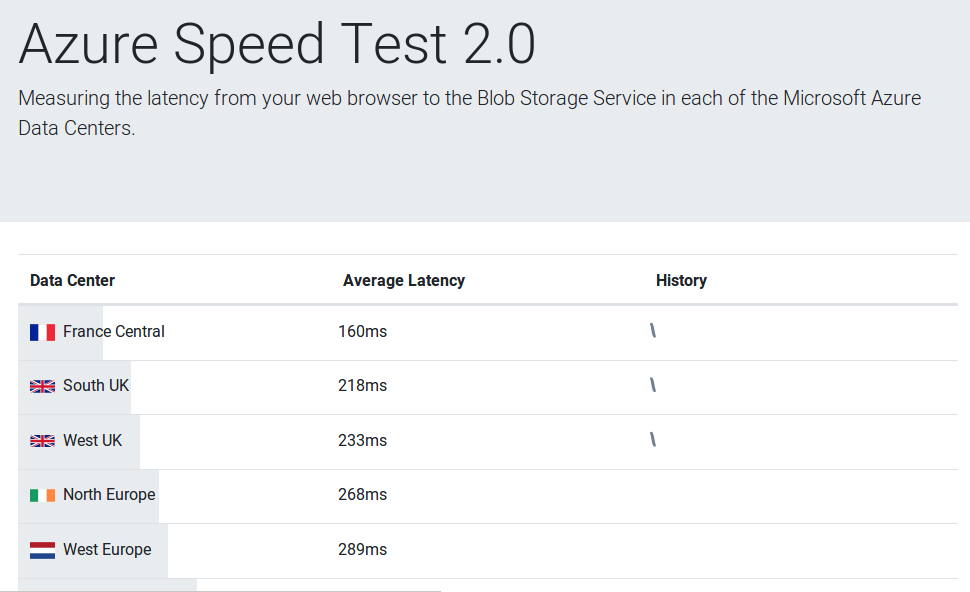 Azure Speed Test 2.0
Measuring the latency from your web browser to the Blob Storage Service in each of the Microsoft Azure
Data Centers.
Data Center Average Latency History
France Central 160ms
South UK 218ms
West UK 233ms
North Europe 268ms
West Europe 289ms